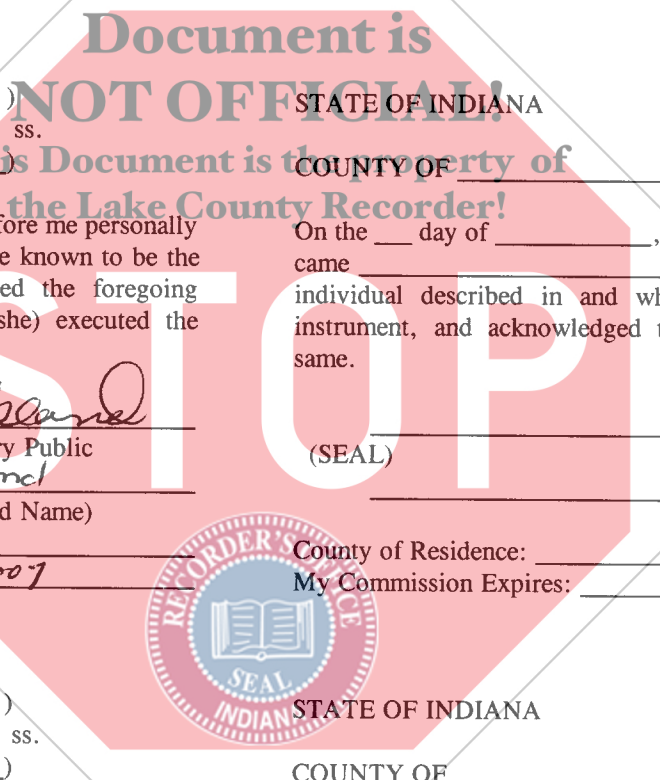 Document is
NOT OFFICIAL!
This Document is the property of
the Lake County Recorder!
STOP
)
ss.
)
fore me personally
e known to be the
ed the foregoing
she) executed the
ry Public
d Name)
)
ss.
)
STATE OF INDIANA
COUNTY OF
On the ___ day of ____________,
came
individual described in and wh
instrument, and acknowledged t
same.
(SEAL)
County of Residence:
My Commission Expires:
RECORDER'S OFFICE
SEAL
INDIANA
STATE OF INDIANA
COUNTY OF